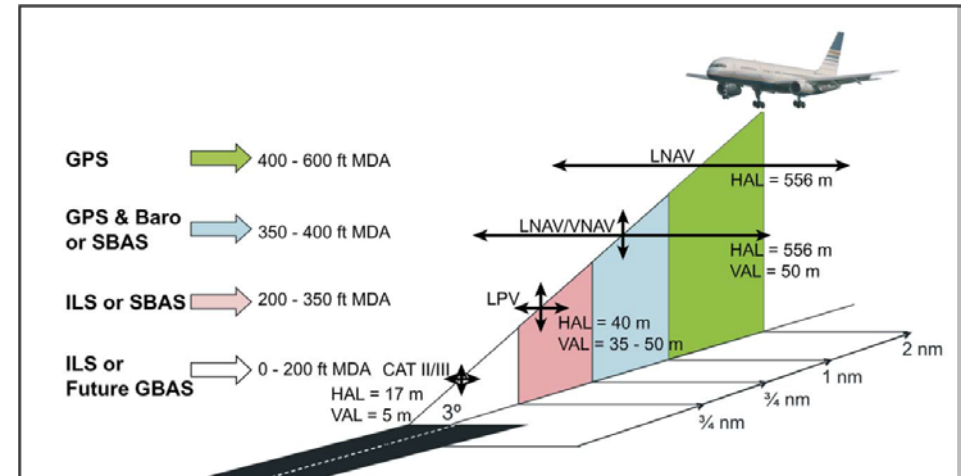 GPS
400 - 600 ft MDA
LNAV
HAL = 556 m
GPS & Baro
or SBAS
350 - 400 ft MDA
LNAV/VNAV
HAL = 556 m
VAL = 50 m
ILS or SBAS
200 - 350 ft MDA
LPV
HAL = 40 m
VAL = 35 - 50 m
ILS or
Future GBAS
0 - 200 ft MDA
CAT II/III
HAL = 17 m
VAL = 5 m
3º
2 nm
1 nm
¾ nm
¾ nm